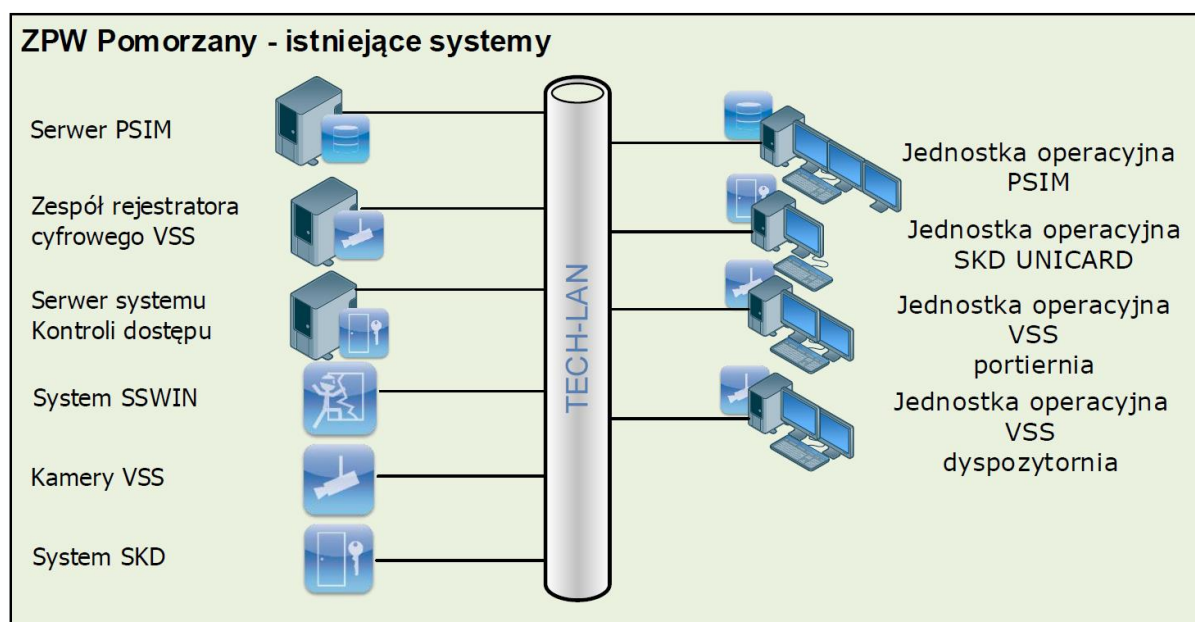 ZPW Pomorzany - istniejące systemy
Serwer PSIM
Zespół rejestratora
cyfrowego VSS
Serwer systemu
Kontroli dostępu
System SSWIN
Kamery VSS
System SKD
TECH-LAN
Jednostka operacyjna
PSIM
Jednostka operacyjna
SKD UNICARD
Jednostka operacyjna
VSS
portiernia
Jednostka operacyjna
VSS
dyspozytornia